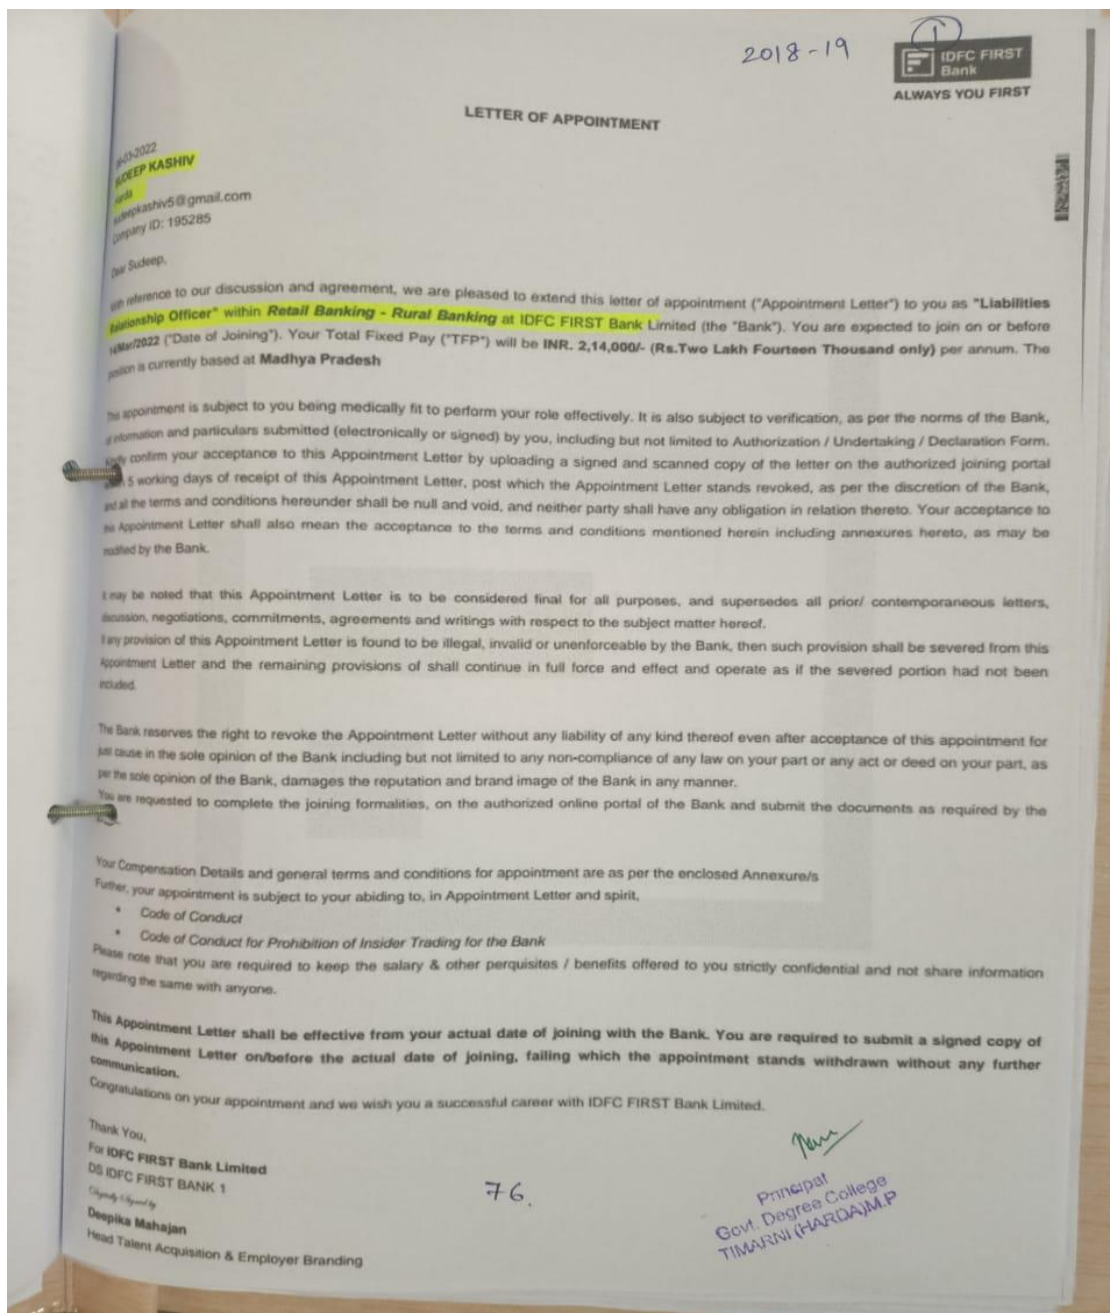 2018-19
1
IDFC FIRST
Bank
ALWAYS YOU FIRST
LETTER OF APPOINTMENT
-03-2022
SUDEEP KASHIV
Harda
sudeepkashiv5@gmail.com
Company ID: 195285
Dear Sudeep,
With reference to our discussion and agreement, we are pleased to extend this letter of appointment ("Appointment Letter") to you as "Liabilities
Relationship Officer" within Retail Banking - Rural Banking at IDFC FIRST Bank Limited (the "Bank"). You are expected to join on or before
14/Mar/2022 ("Date of Joining"). Your Total Fixed Pay ("TFP") will be INR. 2,14,000/- (Rs.Two Lakh Fourteen Thousand only) per annum. The
position is currently based at Madhya Pradesh
This appointment is subject to you being medically fit to perform your role effectively. It is also subject to verification, as per the norms of the Bank,
of information and particulars submitted (electronically or signed) by you, including but not limited to Authorization / Undertaking / Declaration Form.
Kindly confirm your acceptance to this Appointment Letter by uploading a signed and scanned copy of the letter on the authorized joining portal
5 working days of receipt of this Appointment Letter, post which the Appointment Letter stands revoked, as per the discretion of the Bank,
and all the terms and conditions hereunder shall be null and void, and neither party shall have any obligation in relation thereto. Your acceptance to
the Appointment Letter shall also mean the acceptance to the terms and conditions mentioned herein including annexures hereto, as may be
modified by the Bank.
It may be noted that this Appointment Letter is to be considered final for all purposes, and supersedes all prior/ contemporaneous letters,
discussion, negotiations, commitments, agreements and writings with respect to the subject matter hereof.
If any provision of this Appointment Letter is found to be illegal, invalid or unenforceable by the Bank, then such provision shall be severed from this
Appointment Letter and the remaining provisions of shall continue in full force and effect and operate as if the severed portion had not been
included.
The Bank reserves the right to revoke the Appointment Letter without any liability of any kind thereof even after acceptance of this appointment for
just cause in the sole opinion of the Bank including but not limited to any non-compliance of any law on your part or any act or deed on your part, as
per the sole opinion of the Bank, damages the reputation and brand image of the Bank in any manner.
You are requested to complete the joining formalities, on the authorized online portal of the Bank and submit the documents as required by the
Your Compensation Details and general terms and conditions for appointment are as per the enclosed Annexure/s
Further, your appointment is subject to your abiding to, in Appointment Letter and spirit,
• Code of Conduct
• Code of Conduct for Prohibition of Insider Trading for the Bank
Please note that you are required to keep the salary & other perquisites / benefits offered to you strictly confidential and not share information
regarding the same with anyone.
This Appointment Letter shall be effective from your actual date of joining with the Bank. You are required to submit a signed copy of
this Appointment Letter on/before the actual date of joining, failing which the appointment stands withdrawn without any further
communication.
Congratulations on your appointment and we wish you a successful career with IDFC FIRST Bank Limited.
Thank You,
For IDFC FIRST Bank Limited
DS IDFC FIRST BANK 1
Digitally Signed by
Deepika Mahajan
Head Talent Acquisition & Employer Branding
76.
Principal
Govt. Degree College
TIMARNI (HARDA) M.P